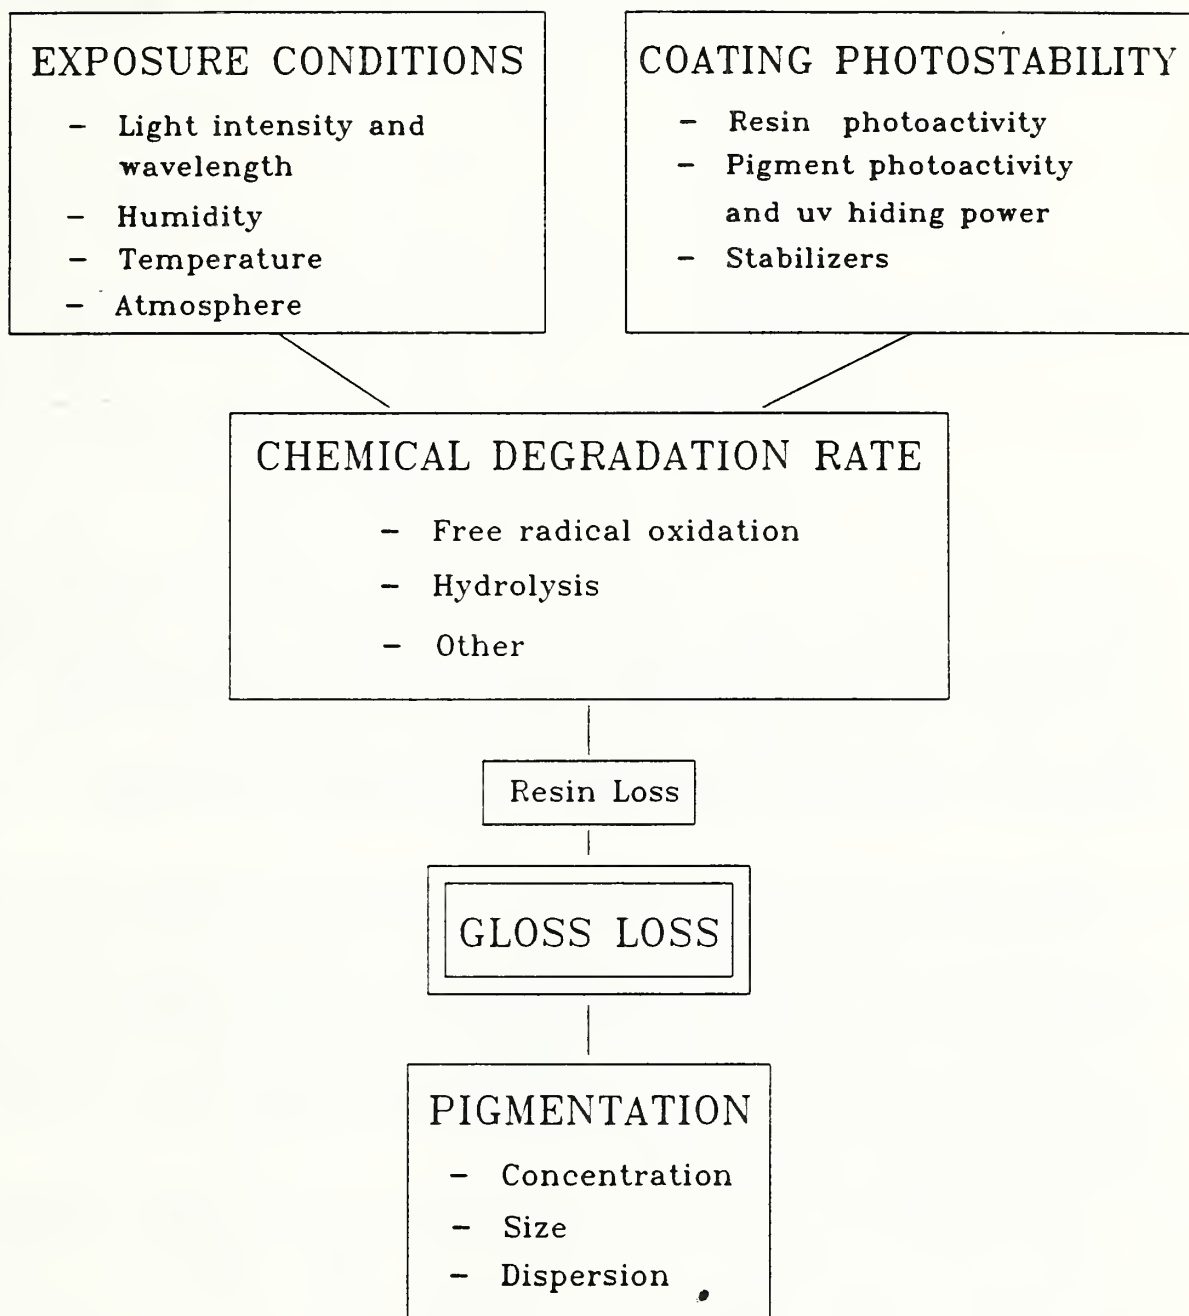 EXPOSURE CONDITIONS
– Light intensity and
wavelength
– Humidity
– Temperature
– Atmosphere
COATING PHOTOSTABILITY
– Resin photoactivity
– Pigment photoactivity
and uv hiding power
– Stabilizers
CHEMICAL DEGRADATION RATE
– Free radical oxidation
– Hydrolysis
– Other
Resin Loss
GLOSS LOSS
PIGMENTATION
– Concentration
– Size
– Dispersion